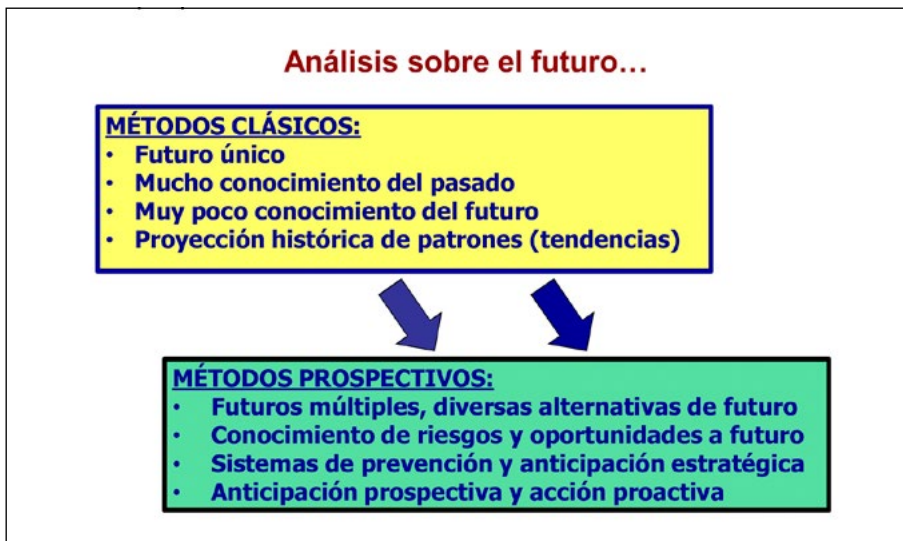 Análisis sobre el futuro...
MÉTODOS CLÁSICOS:
• Futuro único
• Mucho conocimiento del pasado
• Muy poco conocimiento del futuro
• Proyección histórica de patrones (tendencias)
MÉTODOS PROSPECTIVOS:
• Futuros múltiples, diversas alternativas de futuro
• Conocimiento de riesgos y oportunidades a futuro
• Sistemas de prevención y anticipación estratégica
• Anticipación prospectiva y acción proactiva